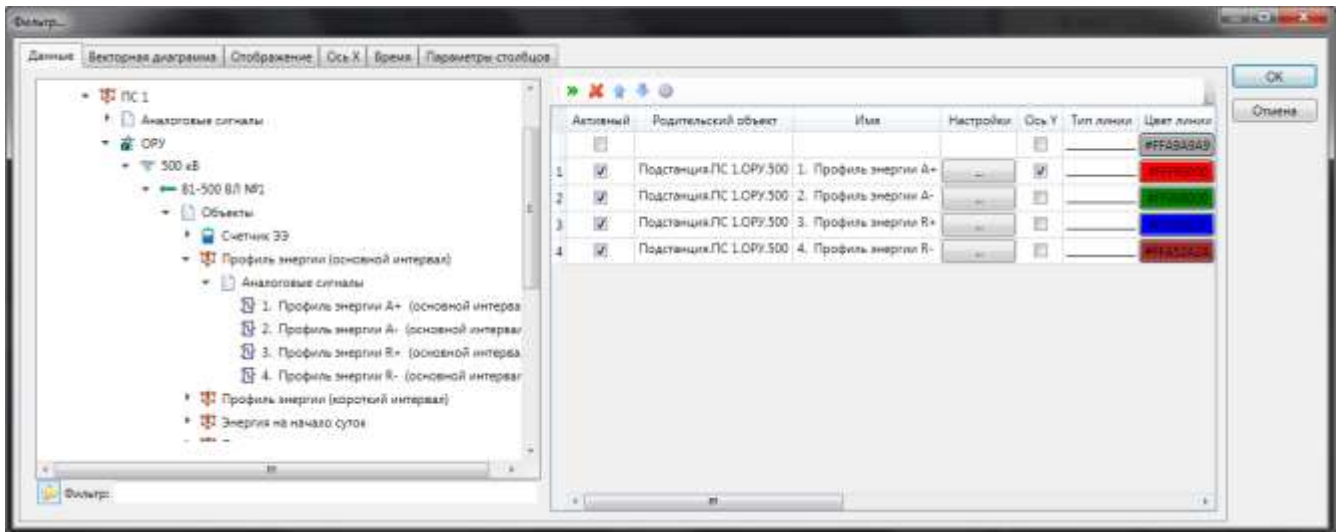 Фильтр...
Данные Векторная диаграмма Отображение Ось X Время Параметры столбцов
ПС 1
Аналоговые сигналы
ОРУ
500 кВ
В1-500 ВЛ №1
Объекты
Счетчик ЭЭ
Профиль энергии (основной интервал)
Аналоговые сигналы
1. Профиль энергии A+ (основной интерва
2. Профиль энергии A- (основной интервал
3. Профиль энергии R+ (основной интерва
4. Профиль энергии R- (основной интервал
Профиль энергии (короткий интервал)
Энергия на начало суток
Фильтр:
Активный Родительский объект Имя Настройки Ось Y Тип линии Цвет линии
#FFA9A9A9
1 Подстанция.ПС 1.ОРУ.500 1. Профиль энергии A+ ...
2 Подстанция.ПС 1.ОРУ.500 2. Профиль энергии A- ...
3 Подстанция.ПС 1.ОРУ.500 3. Профиль энергии R+ ...
4 Подстанция.ПС 1.ОРУ.500 4. Профиль энергии R- ... #FFA52A2A
OK
Отмена